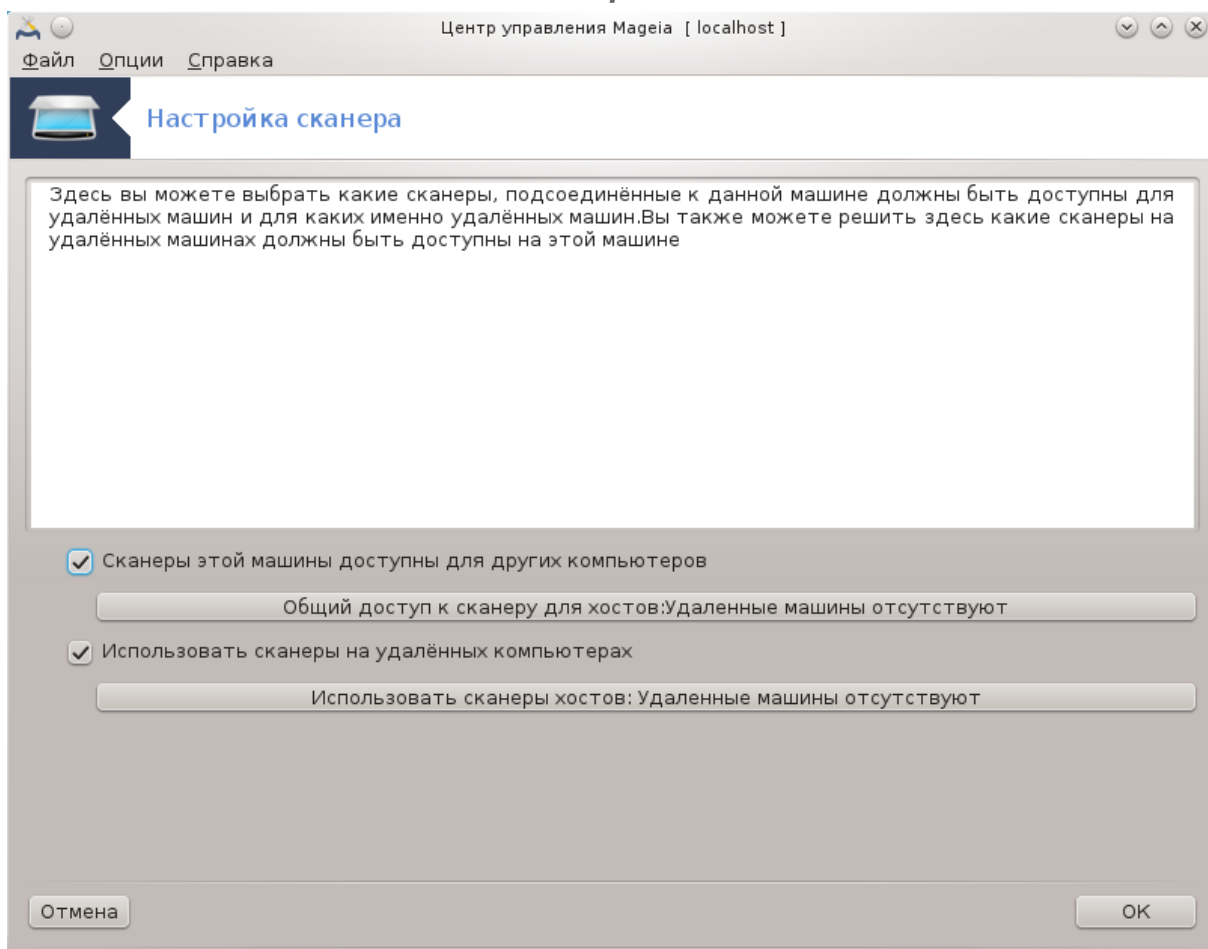 Центр управления Mageia [ localhost ]
Файл Опции Справка
Настройка сканера
Здесь вы можете выбрать какие сканеры, подсоединённые к данной машине должны быть доступны для
удалённых машин и для каких именно удалённых машин.Вы также можете решить здесь какие сканеры на
удалённых машинах должны быть доступны на этой машине
Сканеры этой машины доступны для других компьютеров
Общий доступ к сканеру для хостов:Удаленные машины отсутствуют
Использовать сканеры на удалённых компьютерах
Использовать сканеры хостов: Удаленные машины отсутствуют
Отмена
OK